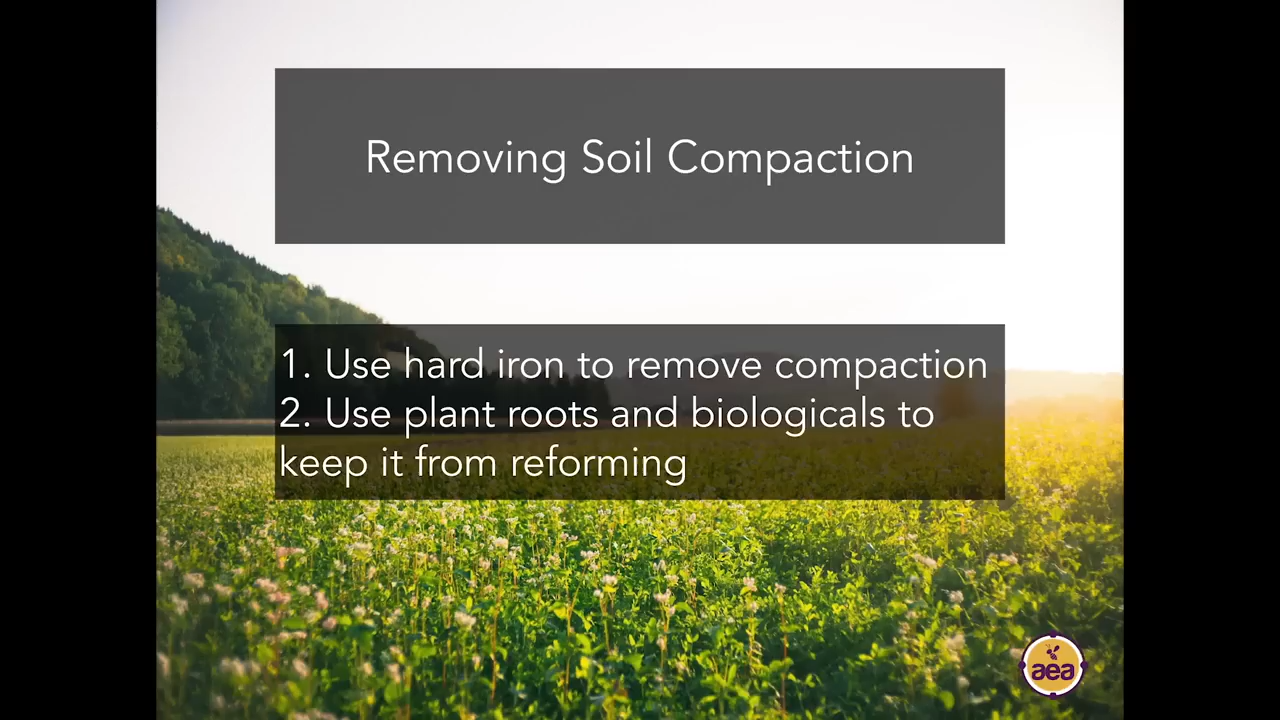 Removing Soil Compaction
1. Use hard iron to remove compaction
2. Use plant roots and biologicals to
keep it from reforming
aea